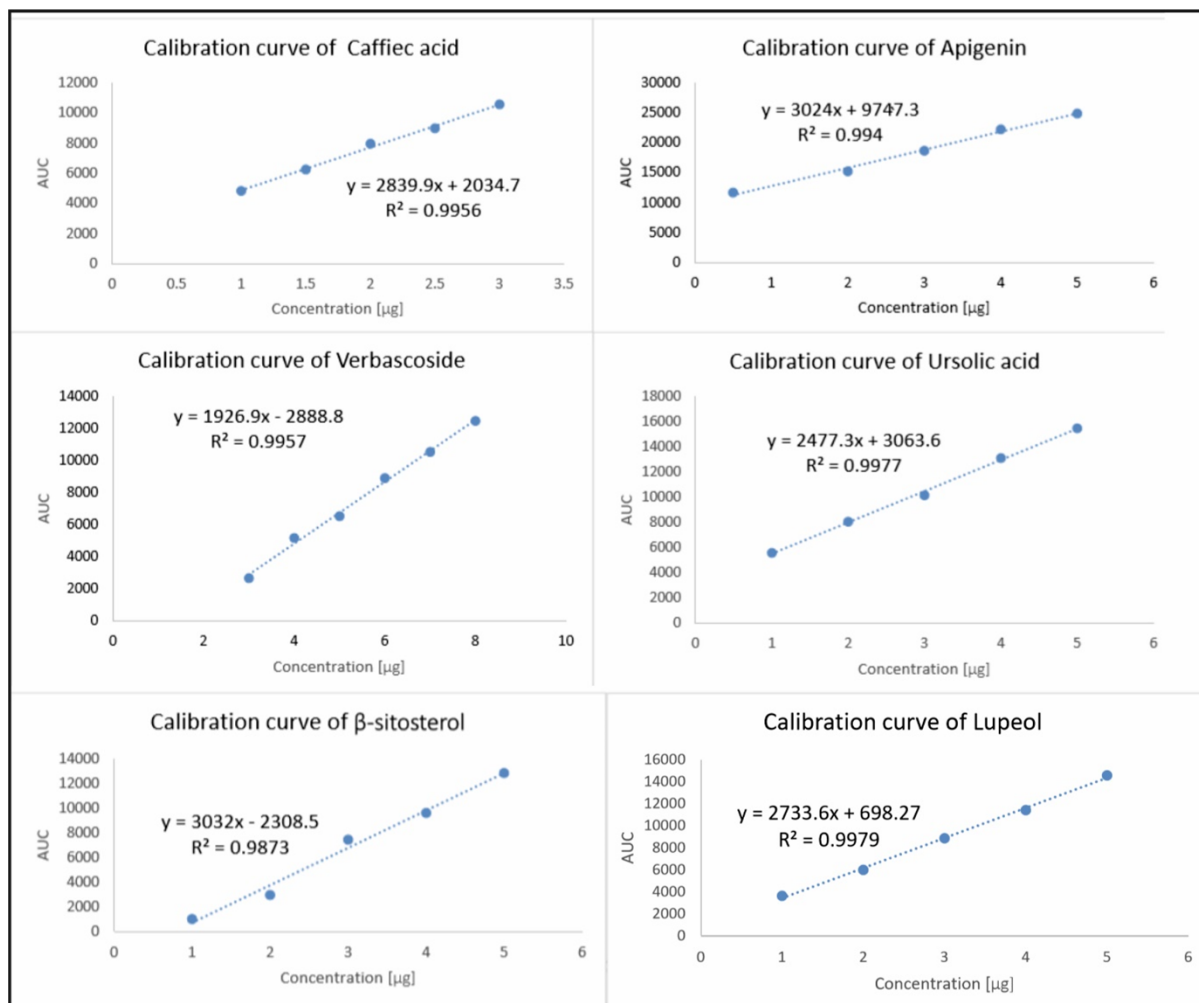 Calibration curve of Caffiec acid
12000
10000
8000
6000
4000
2000
0
AUC
y = 2839.9x + 2034.7
R² = 0.9956
0 0.5 1 1.5 2 2.5 3 3.5
Concentration [µg]
Calibration curve of Apigenin
30000
25000
20000
15000
10000
5000
0
AUC
y = 3024x + 9747.3
R² = 0.994
0 1 2 3 4 5 6
Concentration [µg]
Calibration curve of Verbascoside
14000
12000
10000
8000
6000
4000
2000
0
AUC
y = 1926.9x - 2888.8
R² = 0.9957
0 2 4 6 8 10
Concentration [µg]
Calibration curve of Ursolic acid
18000
16000
14000
12000
10000
8000
6000
4000
2000
0
AUC
y = 2477.3x + 3063.6
R² = 0.9977
0 1 2 3 4 5 6
Concentration [µg]
Calibration curve of β-sitosterol
14000
12000
10000
8000
6000
4000
2000
0
AUC
y = 3032x - 2308.5
R² = 0.9873
0 1 2 3 4 5 6
Concentration [µg]
Calibration curve of Lupeol
16000
14000
12000
10000
8000
6000
4000
2000
0
AUC
y = 2733.6x + 698.27
R² = 0.9979
0 1 2 3 4 5 6
Concentration [µg]